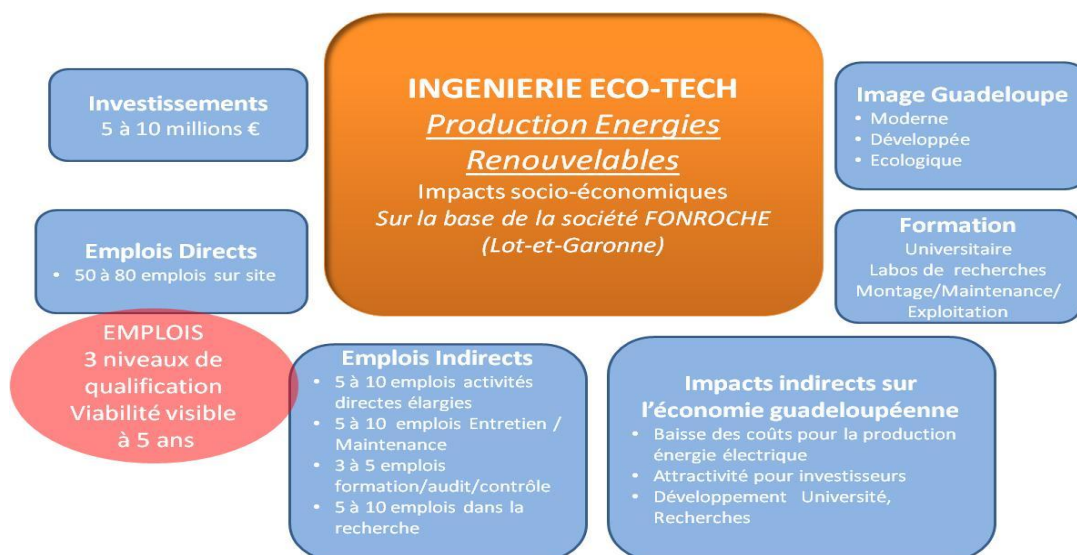 INGENIERIE ECO-TECH
Production Energies
Renouvelables
Impacts socio-économiques
Sur la base de la société FONROCHE
(Lot-et-Garonne)
Investissements
5 à 10 millions €
Emplois Directs
• 50 à 80 emplois sur site
EMPLOIS
3 niveaux de
qualification
Viabilité visible
à 5 ans
Emplois Indirects
• 5 à 10 emplois activités
directes élargies
• 5 à 10 emplois Entretien /
Maintenance
• 3 à 5 emplois
formation/audit/contrôle
• 5 à 10 emplois dans la
recherche
Impacts indirects sur
l'économie guadeloupéenne
• Baisse des coûts pour la production
énergie électrique
• Attractivité pour investisseurs
• Développement Université,
Recherches
Image Guadeloupe
• Moderne
• Développée
• Ecologique
Formation
Universitaire
Labos de recherches
Montage/Maintenance/
Exploitation